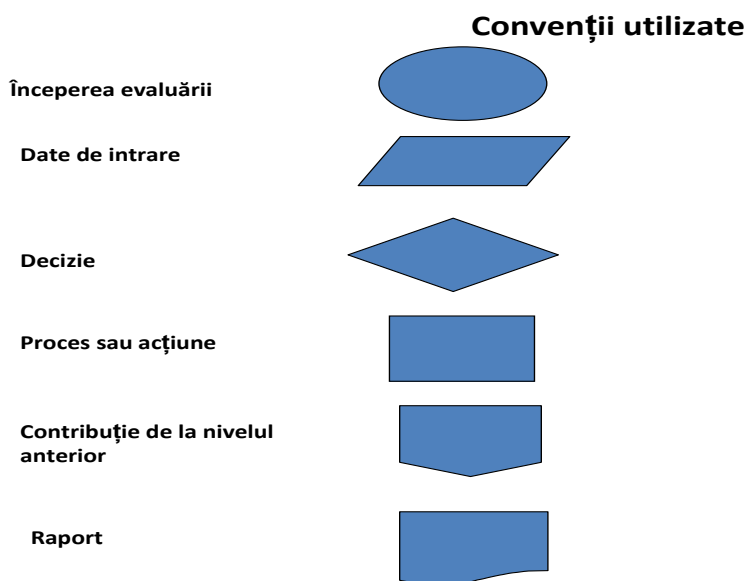 Convenții utilizate
Începerea evaluării
Date de intrare
Decizie
Proces sau acțiune
Contribuție de la nivelul
anterior
Raport